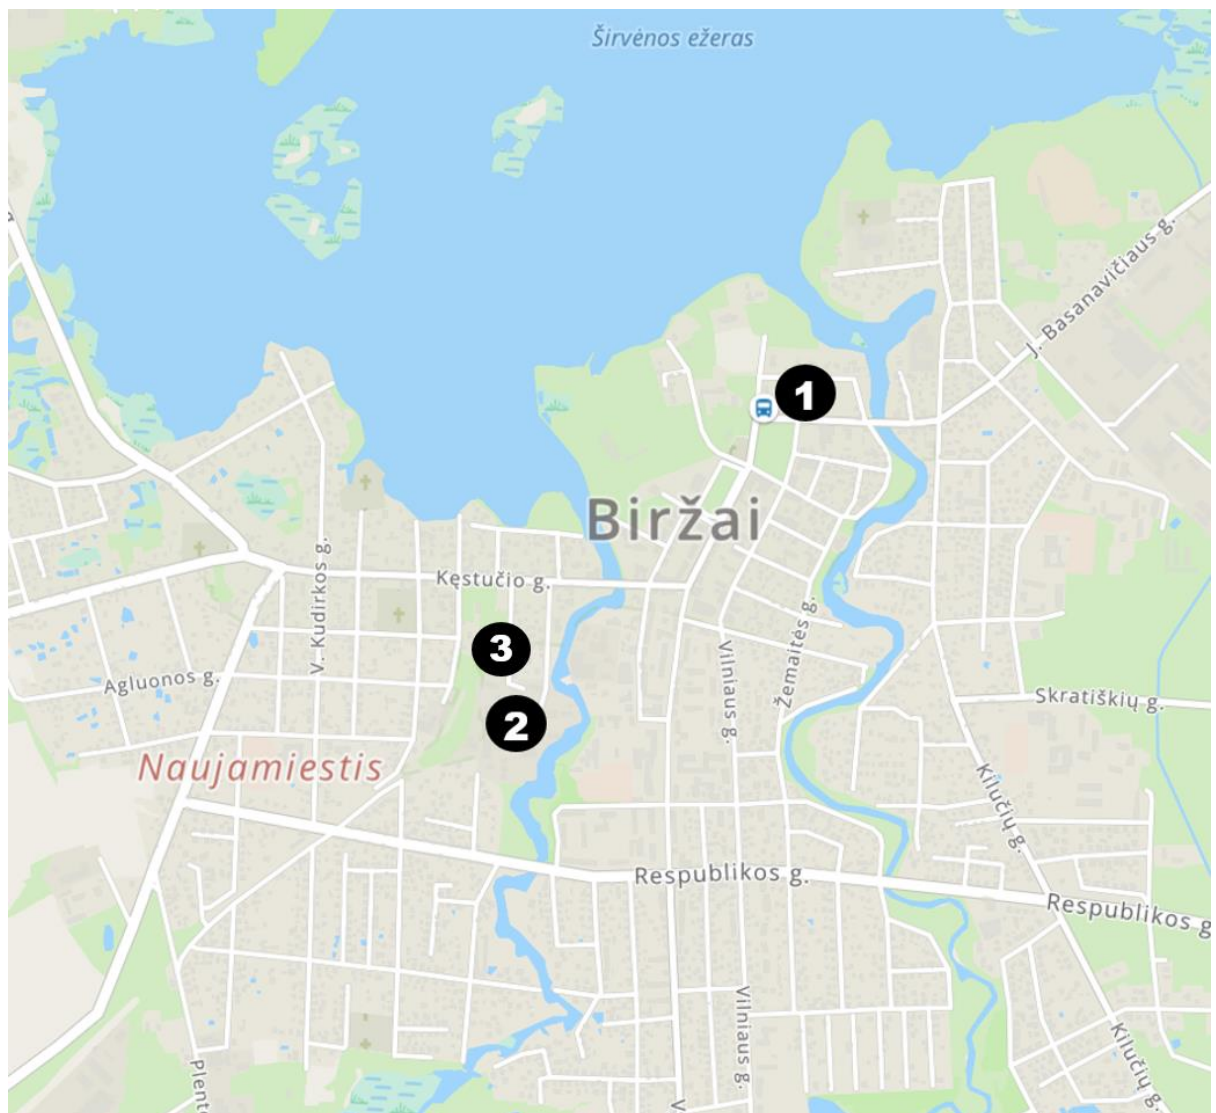 Širvėnos ežeras
J. Basanavičiaus g.
1
Biržai
Kęstučio g.
V. Kudirkos g.
3
Žemaitės g.
Vilniaus g.
Agluonos g.
Skratiškių g.
2
Naujamiestis
Kilučių g.
Respublikos g.
Respublikos g
Vilniaus g.
Kilučių g.
Plento
V